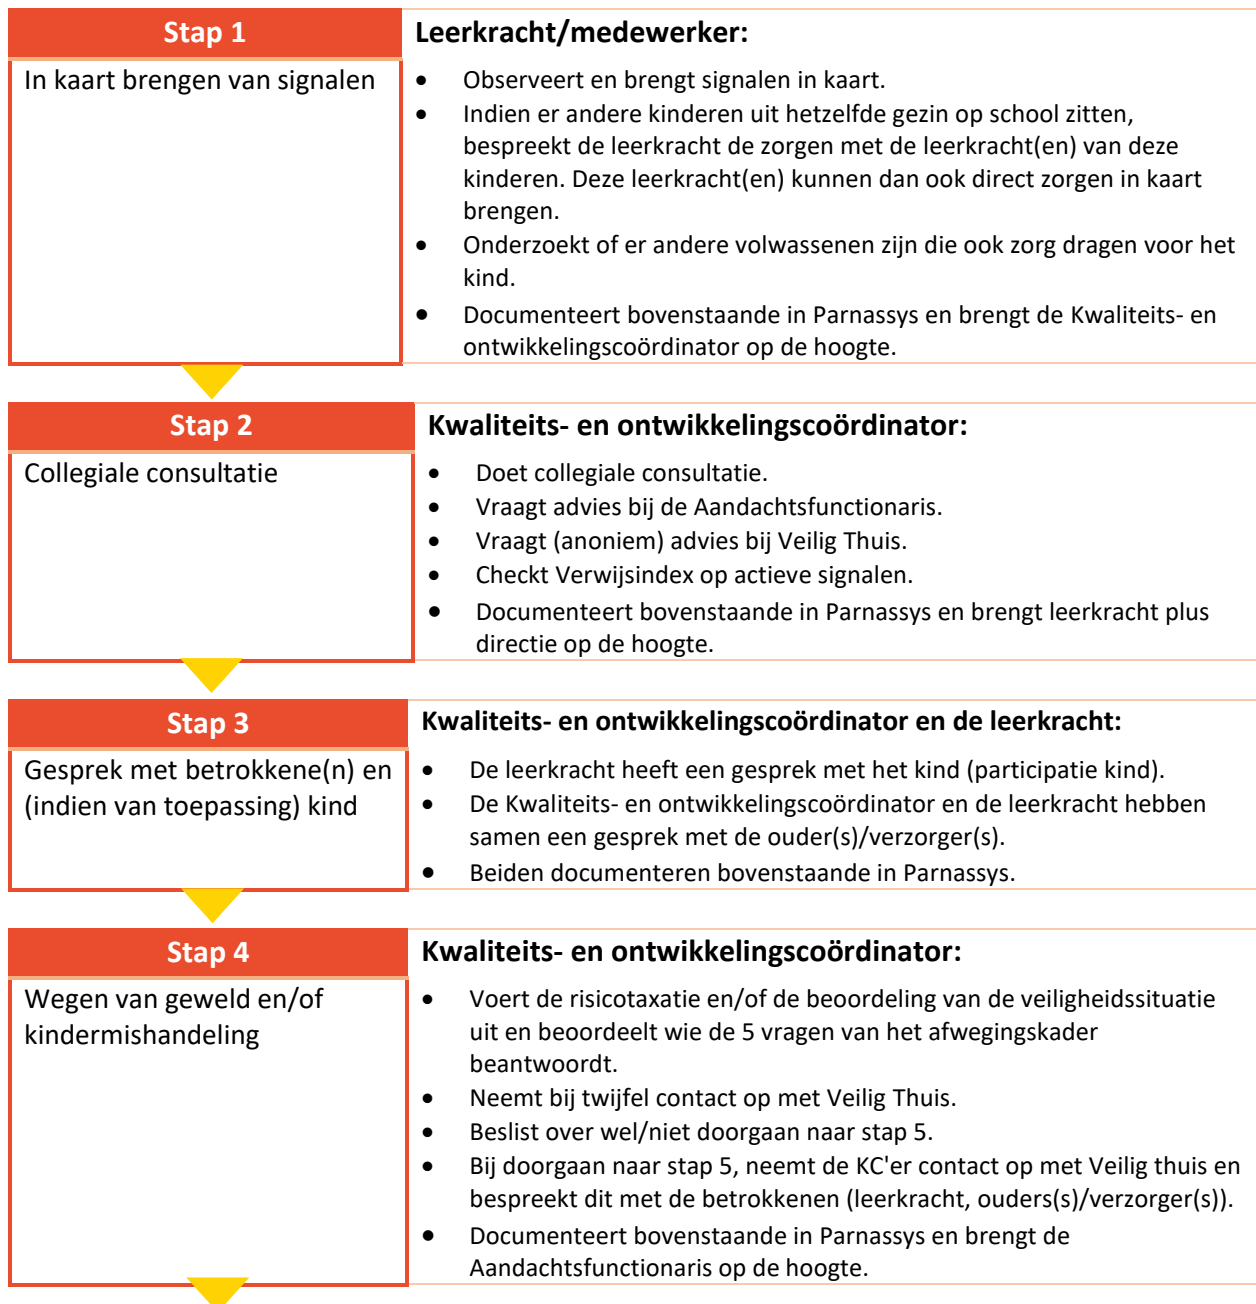 Stap 1
Leerkracht/medewerker:
In kaart brengen van signalen
• Observeert en brengt signalen in kaart.
• Indien er andere kinderen uit hetzelfde gezin op school zitten,
bespreekt de leerkracht de zorgen met de leerkracht(en) van deze
kinderen. Deze leerkracht(en) kunnen dan ook direct zorgen in kaart
brengen.
• Onderzoekt of er andere volwassenen zijn die ook zorg dragen voor het
kind.
• Documenteert bovenstaande in Parnassys en brengt de Kwaliteits- en
ontwikkelingscoördinator op de hoogte.
Stap 2
Kwaliteits- en ontwikkelingscoördinator:
Collegiale consultatie
• Doet collegiale consultatie.
• Vraagt advies bij de Aandachtsfunctionaris.
• Vraagt (anoniem) advies bij Veilig Thuis.
• Checkt Verwijsindex op actieve signalen.
• Documenteert bovenstaande in Parnassys en brengt leerkracht plus
directie op de hoogte.
Stap 3
Kwaliteits- en ontwikkelingscoördinator en de leerkracht:
Gesprek met betrokkene(n) en
(indien van toepassing) kind
• De leerkracht heeft een gesprek met het kind (participatie kind).
• De Kwaliteits- en ontwikkelingscoördinator en de leerkracht hebben
samen een gesprek met de ouder(s)/verzorger(s).
• Beiden documenteren bovenstaande in Parnassys.
Stap 4
Kwaliteits- en ontwikkelingscoördinator:
Wegen van geweld en/of
kindermishandeling
• Voert de risicotaxatie en/of de beoordeling van de veiligheidssituatie
uit en beoordeelt wie de 5 vragen van het afwegingskader
beantwoordt.
• Neemt bij twijfel contact op met Veilig Thuis.
• Beslist over wel/niet doorgaan naar stap 5.
• Bij doorgaan naar stap 5, neemt de KC'er contact op met Veilig thuis en
bespreekt dit met de betrokkenen (leerkracht, ouders(s)/verzorger(s)).
• Documenteert bovenstaande in Parnassys en brengt de
Aandachtsfunctionaris op de hoogte.